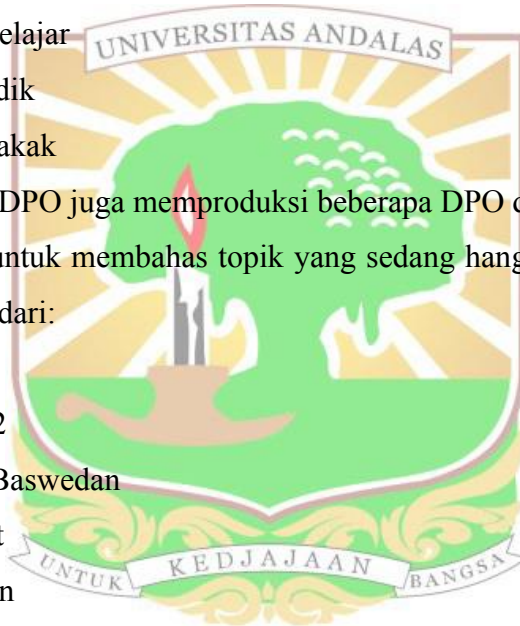 elajar
UNIVERSITAS ANDALAS
dik
akak
DPO juga memproduksi beberapa DPO
untuk membahas topik yang sedang hang
dari:
2
Baswedan
t
UNTUK KEDJAJAAN BANGSA
n